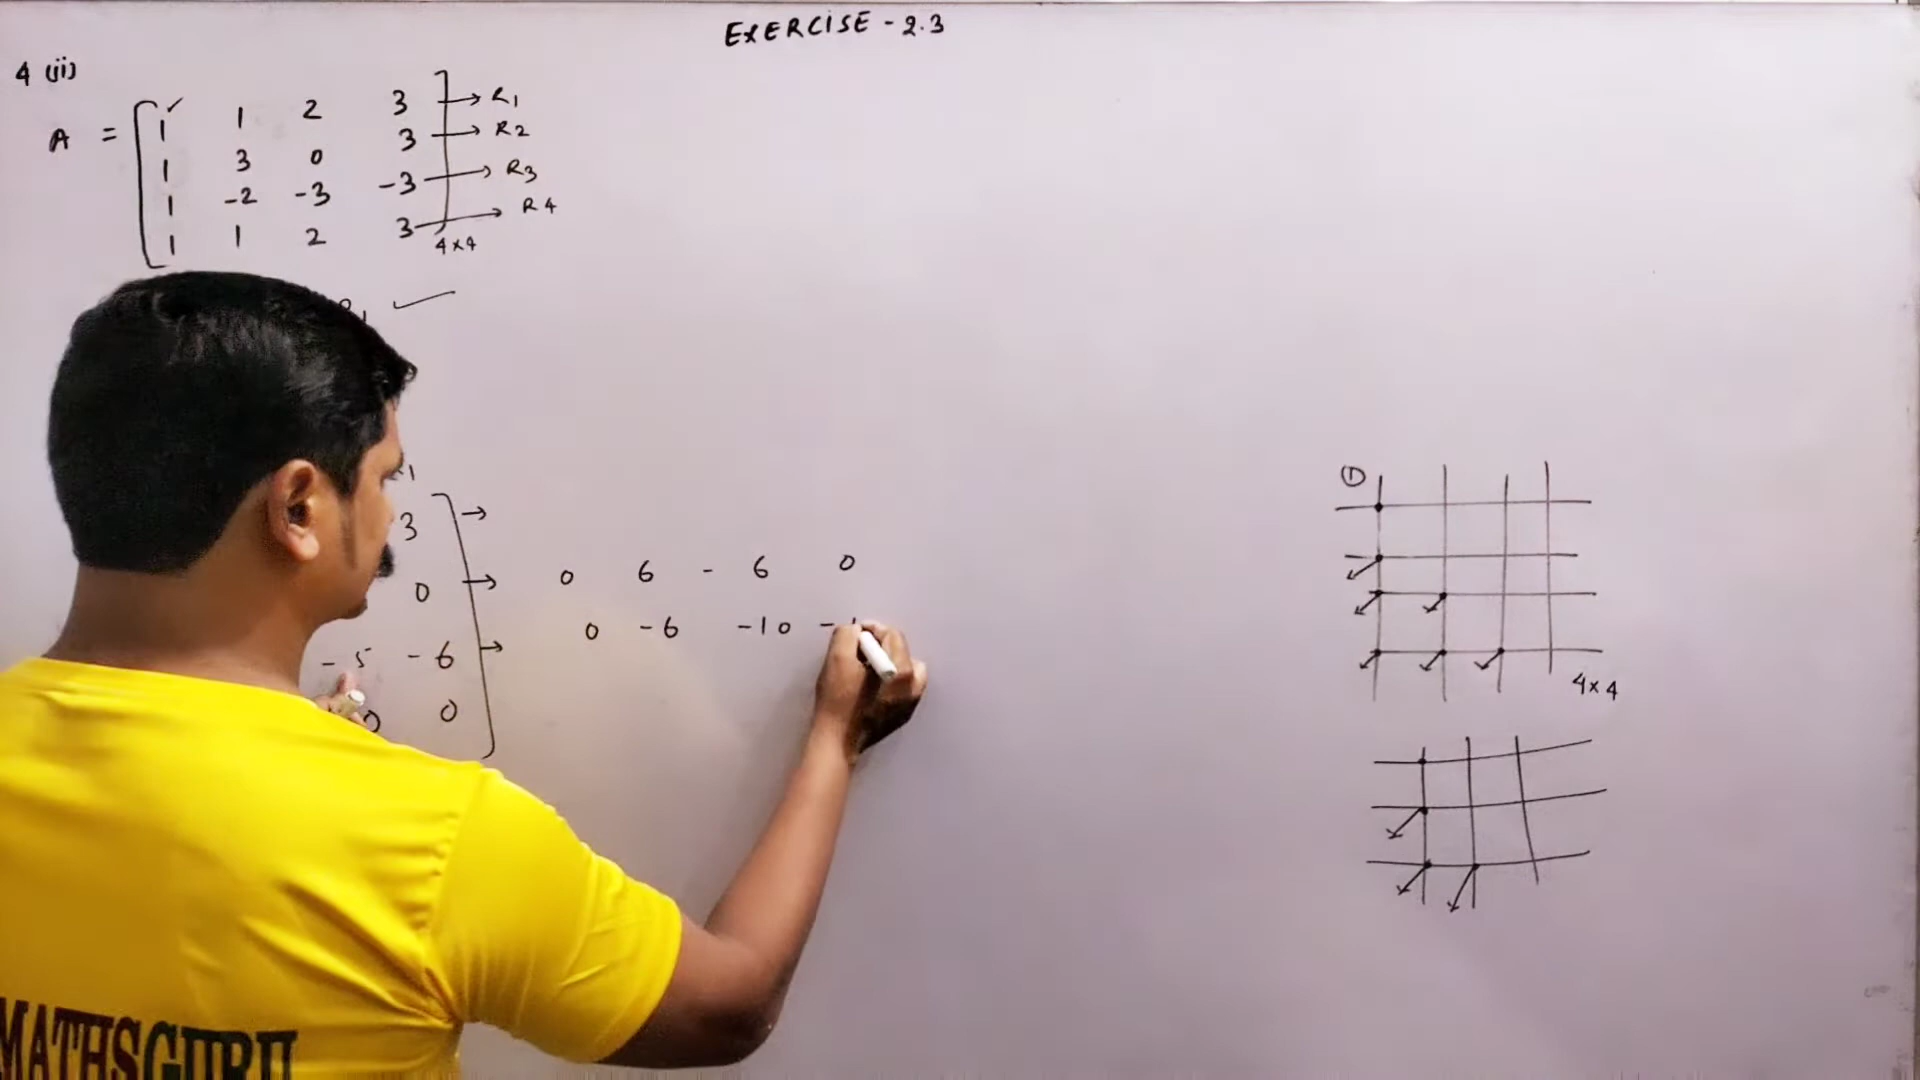 EXERCISE - 2.3
4 (ii)
A = [ 1 1 2 3 ] → R1
1 3 0 3 → R2
1 -2 -3 -3 → R3
1 1 2 3 → R4
4×4
3 →
0 → 0 6 - 6 0
- 5 - 6 → 0 -6 -10 -1
0 0
①
4×4
MATHSGURU